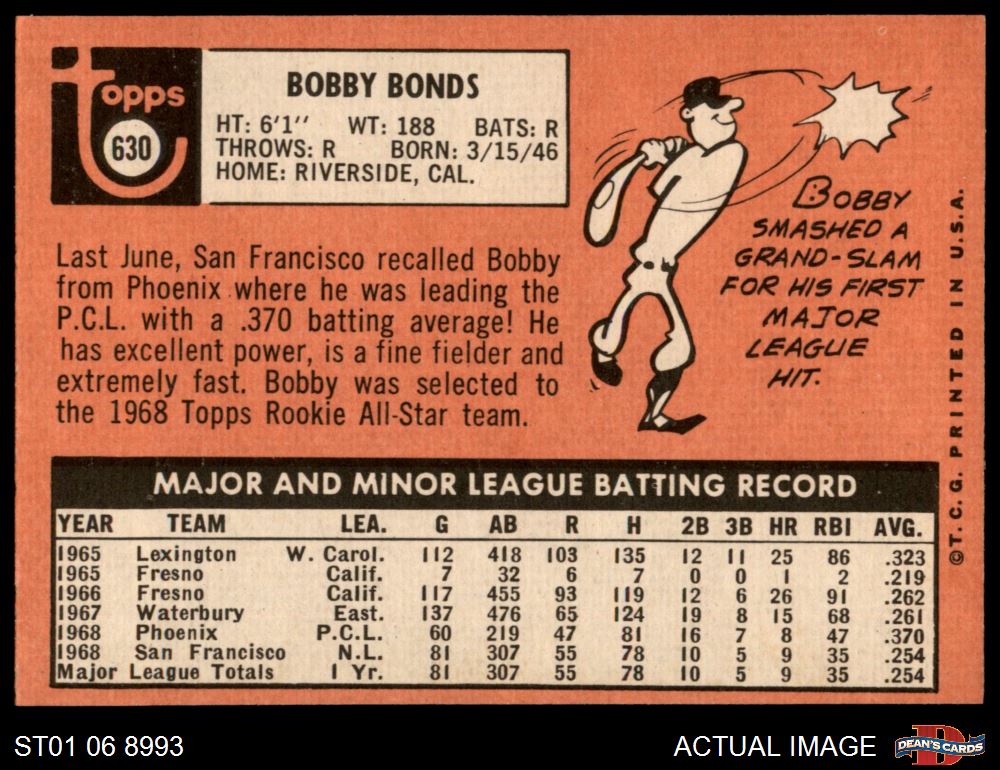 Topps
630
BOBBY BONDS
HT: 6'1'' WT: 188 BATS: R
THROWS: R BORN: 3/15/46
HOME: RIVERSIDE, CAL.
Last June, San Francisco recalled Bobby
from Phoenix where he was leading the
P.C.L. with a .370 batting average! He
has excellent power, is a fine fielder and
extremely fast. Bobby was selected to
the 1968 Topps Rookie All-Star team.
BOBBY
SMASHED A
GRAND-SLAM
FOR HIS FIRST
MAJOR
LEAGUE
HIT.
©T. C. G. PRINTED IN U.S.A.
MAJOR AND MINOR LEAGUE BATTING RECORD
YEAR TEAM LEA. G AB R H 2B 3B HR RBI AVG.
1965 Lexington W. Carol. 112 418 103 135 12 11 25 86 .323
1965 Fresno Calif. 7 32 6 7 0 0 1 2 .219
1966 Fresno Calif. 117 455 93 119 12 6 26 91 .262
1967 Waterbury East. 137 476 65 124 19 8 15 68 .261
1968 Phoenix P.C.L. 60 219 47 81 16 7 8 47 .370
1968 San Francisco N.L. 81 307 55 78 10 5 9 35 .254
Major League Totals 1 Yr. 81 307 55 78 10 5 9 35 .254
ST01 06 8993
ACTUAL IMAGE
DEAN'S CARDS